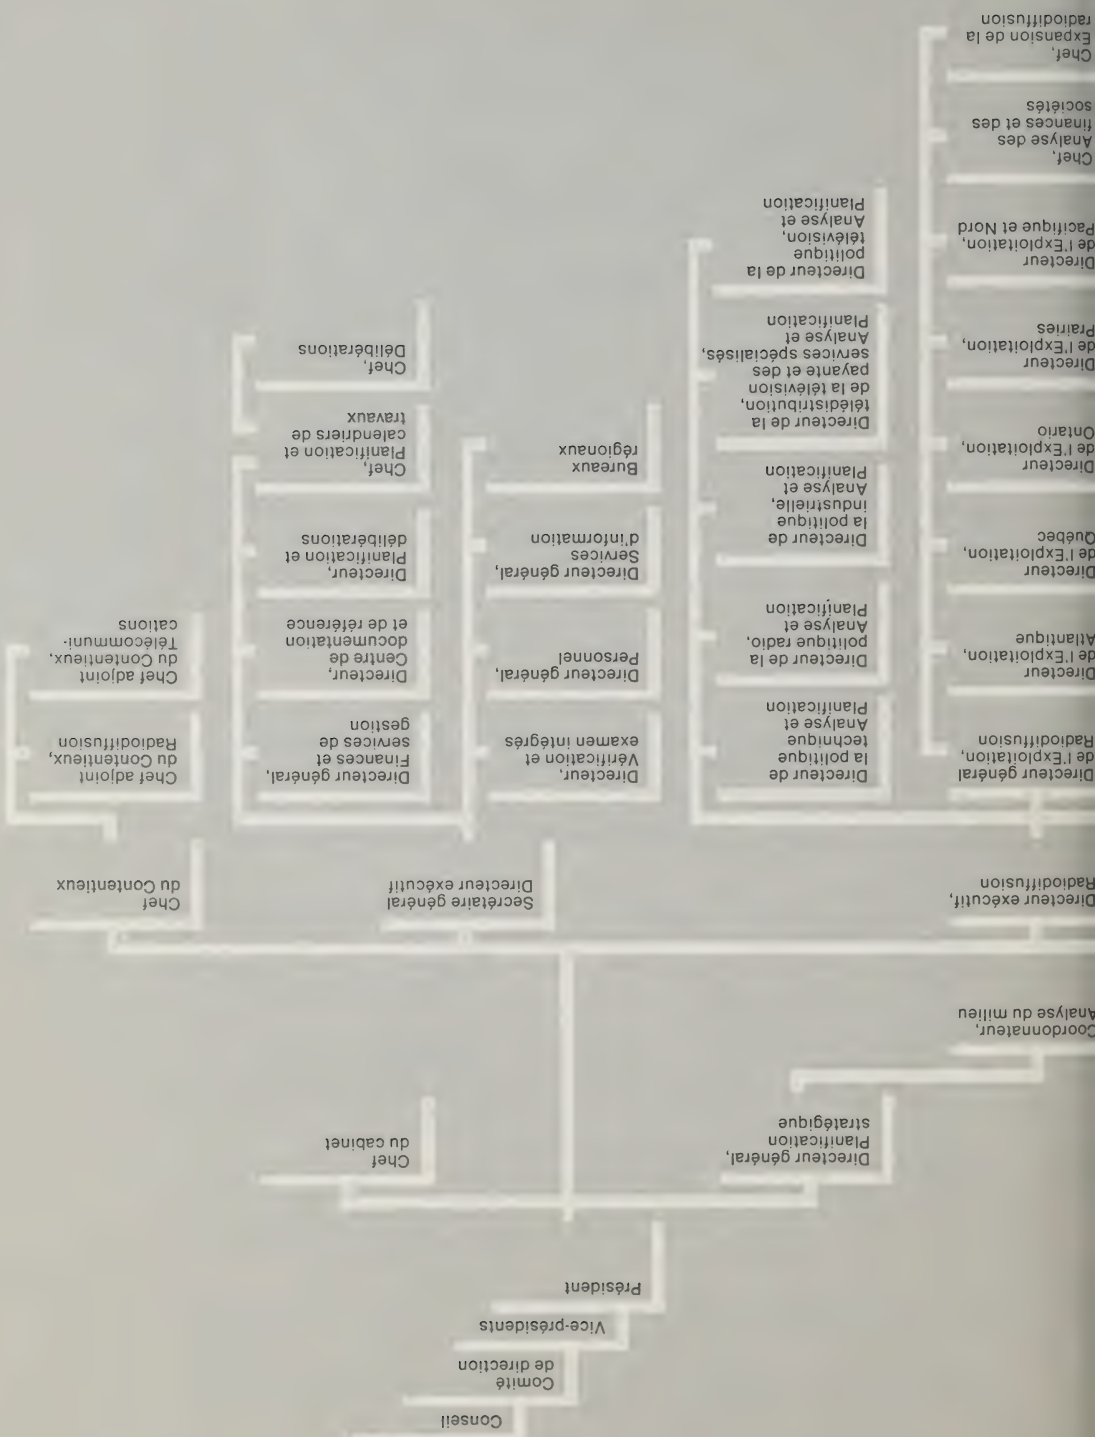 Conseil
Comité
de direction
Vice-présidents
Président
Directeur général,
Planification
stratégique
Chef
du cabinet
Coordonnateur,
Analyse du milieu
Directeur exécutif,
Radiodiffusion
Secrétaire général
Directeur exécutif
Chef
du Contentieux
Directeur général
de l'Exploitation,
Radiodiffusion
Directeur
de l'Exploitation,
Atlantique
Directeur
de l'Exploitation,
Québec
Directeur
de l'Exploitation,
Ontario
Directeur
de l'Exploitation,
Prairies
Directeur
de l'Exploitation,
Pacifique et Nord
Chef,
Analyse des
finances et des
sociétés
Chef,
Expansion de la
radiodiffusion
Directeur de
la politique
technique
Analyse et
Planification
Directeur de la
politique radio,
Analyse et
Planification
Directeur de
la politique
industrielle,
Analyse et
Planification
Directeur de la
télédistribution,
de la télévision
payante et des
services spécialisés,
Analyse et
Planification
Directeur de la
politique
télévision,
Analyse et
Planification
Directeur,
Vérification et
examen intégrés
Directeur général,
Personnel
Directeur général,
Services
d'information
Bureaux
régionaux
Directeur général,
Finances et
services de
gestion
Directeur,
Centre de
documentation
et de référence
Directeur,
Planification et
délibérations
Chef,
Planification et
calendriers de
travaux
Chef,
Délibérations
Chef adjoint
du Contentieux,
Radiodiffusion
Chef adjoint
du Contentieux,
Télécommuni-
cations